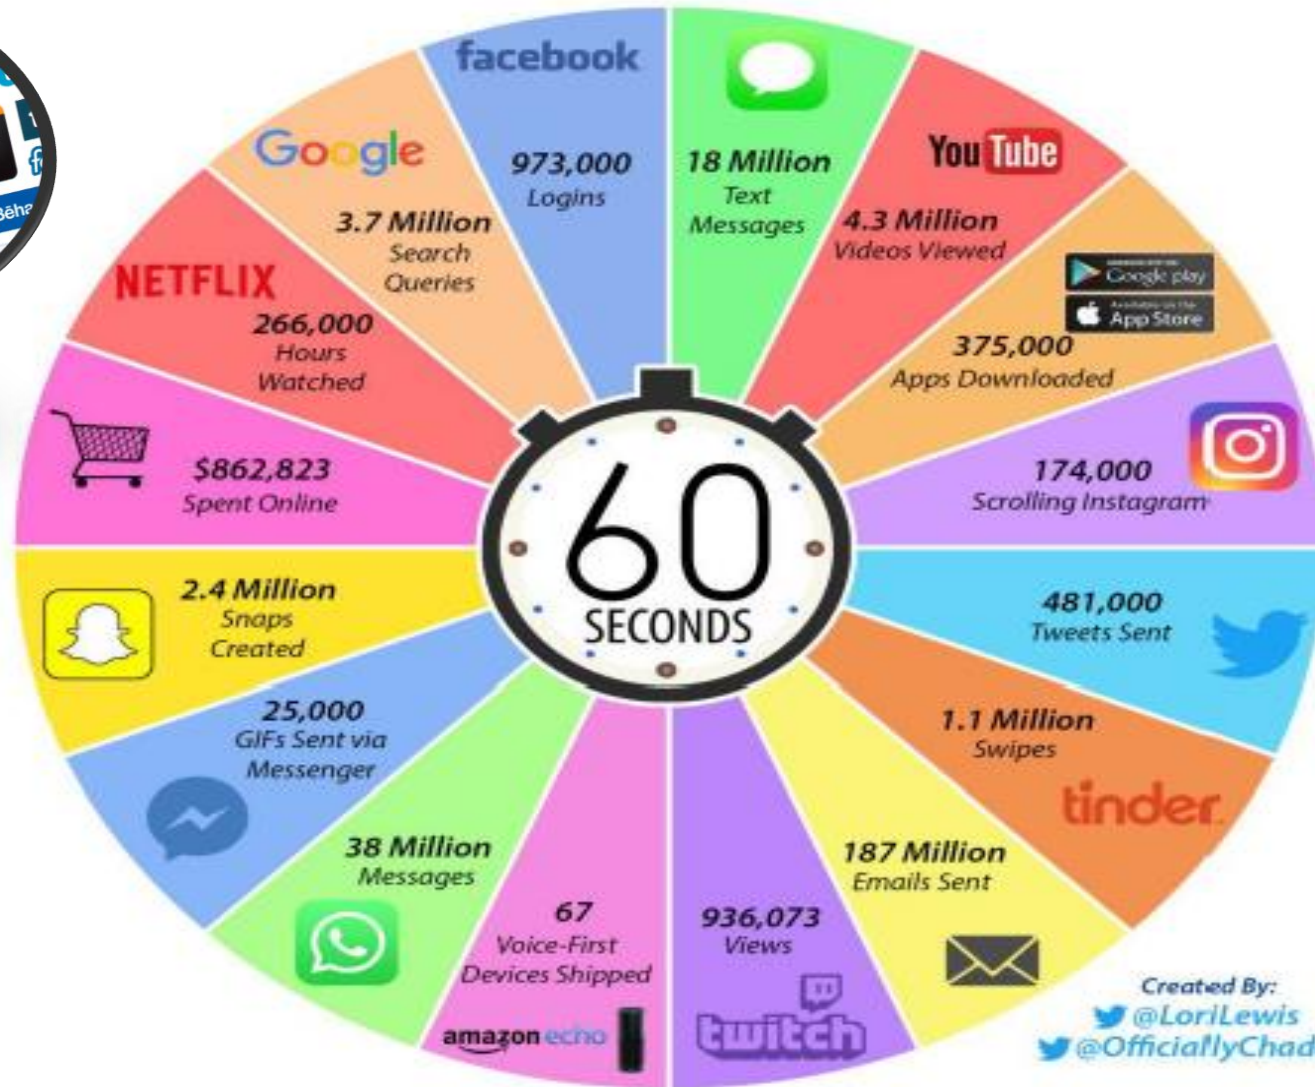 facebook
973,000
Logins
18 Million
Text
Messages
YouTube
4.3 Million
Videos Viewed
Google play
App Store
375,000
Apps Downloaded
174,000
Scrolling Instagram
481,000
Tweets Sent
1.1 Million
Swipes
tinder
187 Million
Emails Sent
936,073
Views
twitch
67
Voice-First
Devices Shipped
amazon echo
38 Million
Messages
25,000
GIFs Sent via
Messenger
2.4 Million
Snaps
Created
$862,823
Spent Online
NETFLIX
266,000
Hours
Watched
Google
3.7 Million
Search
Queries
60
SECONDS
Created By:
@LoriLewis
@OfficiallyChad